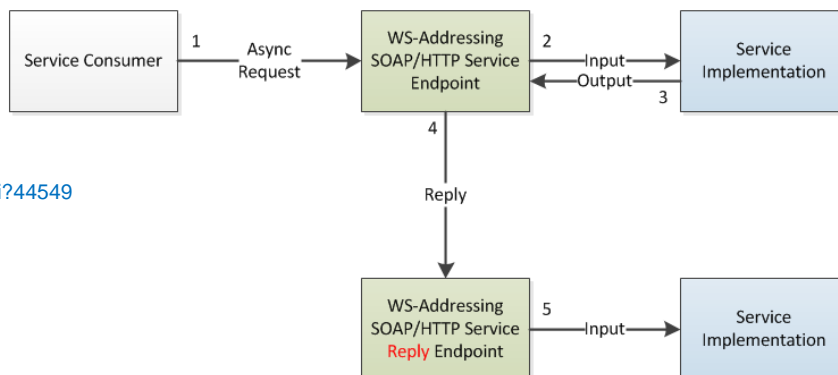 Service Consumer
1
Async
Request
WS-Addressing
SOAP/HTTP Service
Endpoint
2
Input
Output
3
Service
Implementation
4
i?44549
Reply
WS-Addressing
SOAP/HTTP Service
Reply Endpoint
5
Input
Service
Implementation